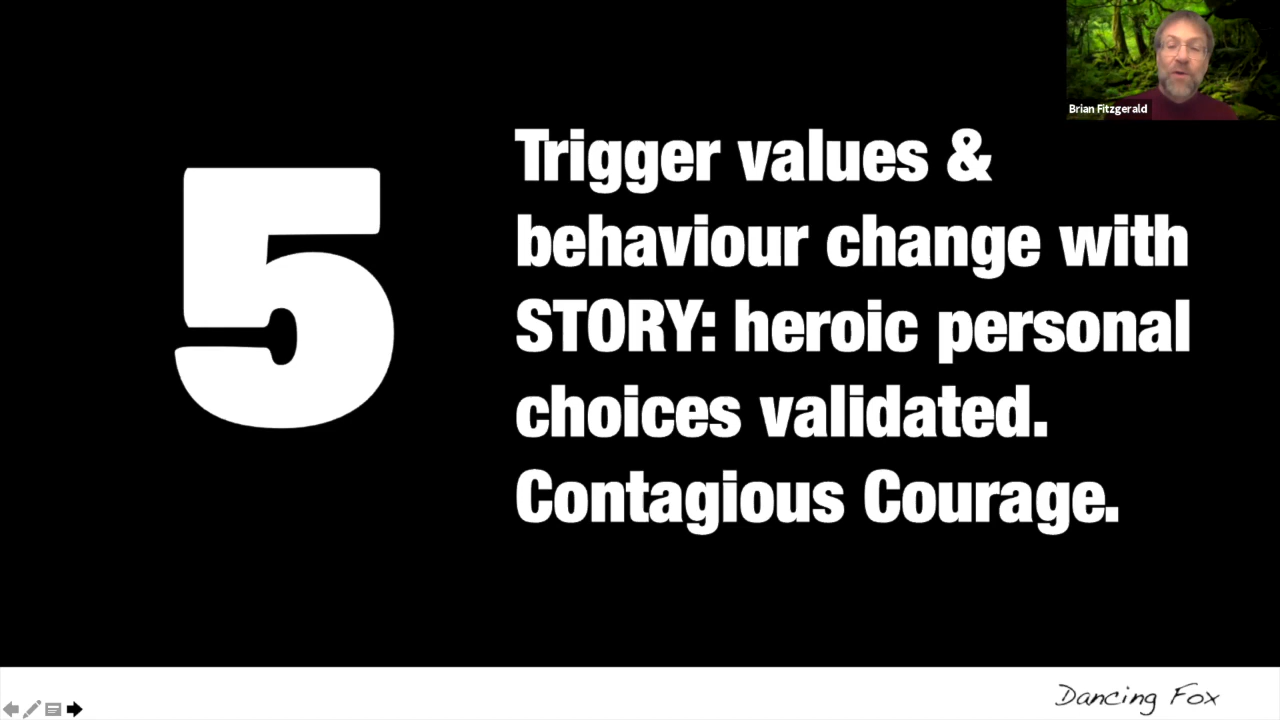 Brian Fitzgerald
5
Trigger values &
behaviour change with
STORY: heroic personal
choices validated.
Contagious Courage.
Dancing Fox